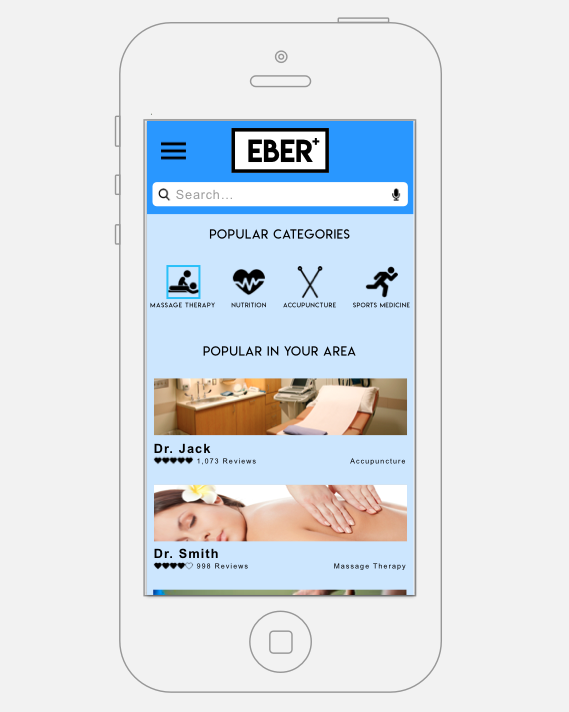 EBER+
Search...
POPULAR CATEGORIES
MASSAGE THERAPY NUTRITION ACCUPUNCTURE SPORTS MEDICINE
POPULAR IN YOUR AREA
Dr. Jack
1,073 Reviews Accupuncture
Dr. Smith
998 Reviews Massage Therapy